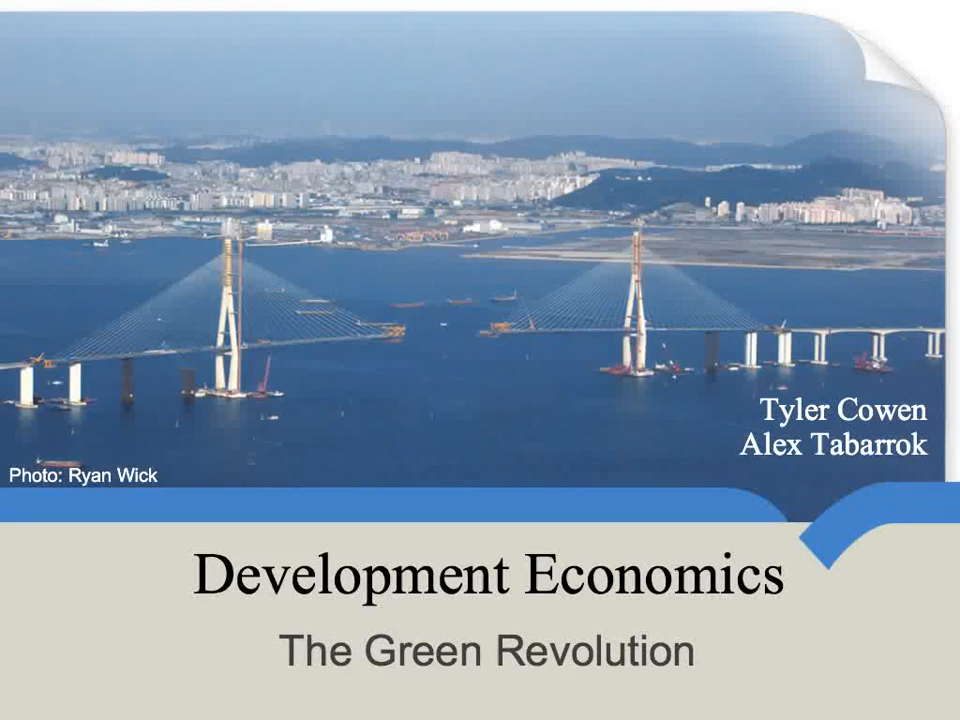 Tyler Cowen
Alex Tabarrok
Photo: Ryan Wick
Development Economics
The Green Revolution